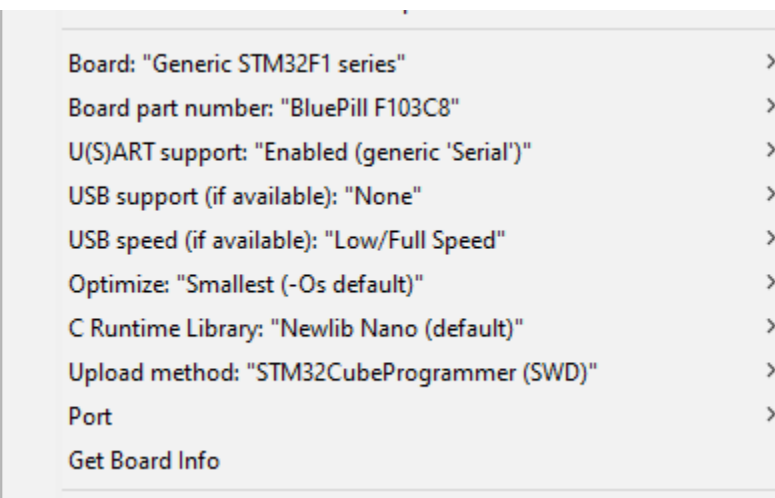 Board: "Generic STM32F1 series"
Board part number: "BluePill F103C8"
U(S)ART support: "Enabled (generic 'Serial')"
USB support (if available): "None"
USB speed (if available): "Low/Full Speed"
Optimize: "Smallest (-Os default)"
C Runtime Library: "Newlib Nano (default)"
Upload method: "STM32CubeProgrammer (SWD)"
Port
Get Board Info